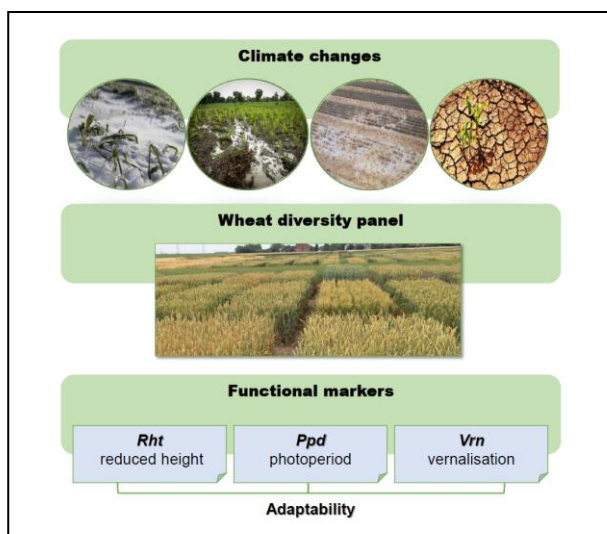 Climate changes
Wheat diversity panel
Functional markers
Rht
reduced height
Ppd
photoperiod
Vrn
vernalisation
Adaptability